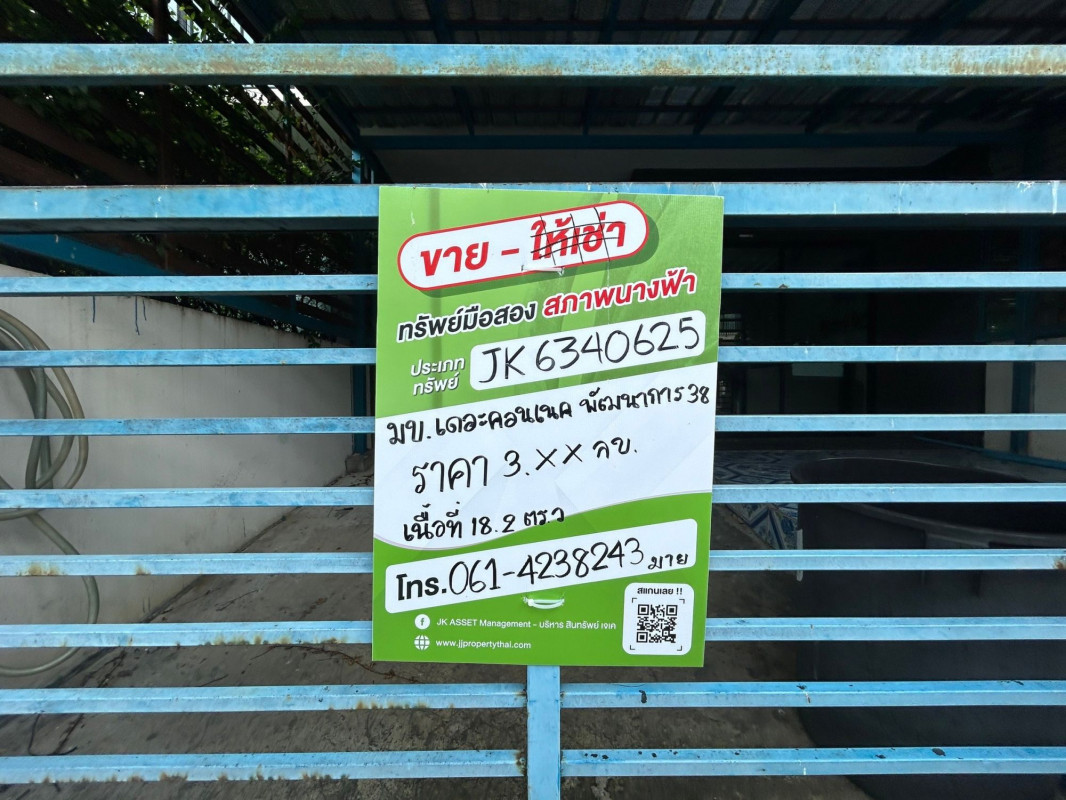 ขาย - ให้เช่า
ทรัพย์มือสอง สภาพนางฟ้า
ประเภท
ทรัพย์ JK 6340625
มบ.เดอะคอนเนค พัฒนาการ 38
ราคา 3.XX ลบ.
เนื้อที่ 18.2 ตร.ว
โทร.061-4238243 มาย
สแกนเลย !!
JK ASSET Management - บริหาร สินทรัพย์ เจเค
www.jjpropertythai.com